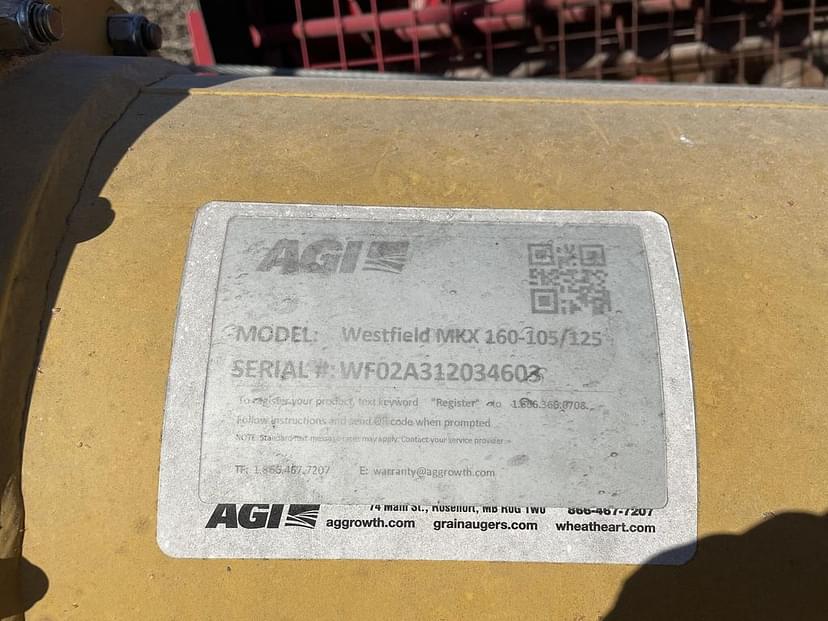 AGI
MODEL: Westfield MKX 160-105/125
SERIAL #: WF02A312034603
To register your product, text keyword "Register" to 1.866.360.0708.
Follow instructions and send QR code when prompted
NOTE: Standard text message rates may apply. Contact your service provider
TF: 1.866.467.7207 E: warranty@aggrowth.com
74 Main St., Rosenort, MB R0G 1W0 866-467-7207
AGI
aggrowth.com grainaugers.com wheatheart.com